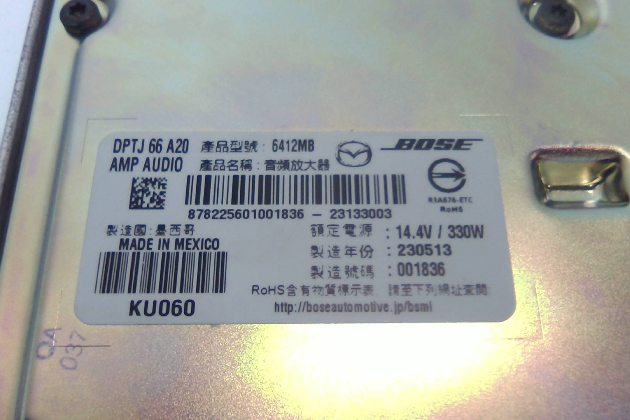 DPTJ 66 A20 產品型號: 6412MB
BOSE
AMP AUDIO 產品名稱: 音頻放大器
878225601001836 - 23133003
R3A676-ETC
RoHS
製造國: 墨西哥
MADE IN MEXICO
額定電源 : 14.4V / 330W
製造年份 : 230513
製造號碼 : 001836
KU060
RoHS含有物質標示表 請至下列網址查閱:
http://boseautomotive.jp/bsmi
QA
037